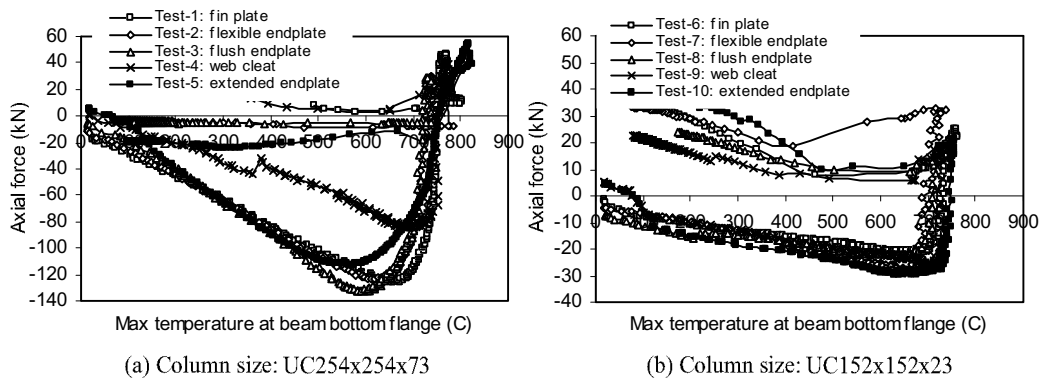 Test-1: fin plate
Test-2: flexible endplate
Test-3: flush endplate
Test-4: web cleat
Test-5: extended endplate
60
40
20
0
-20
-40
-60
-80
-100
-120
-140
0 100 200 300 400 500 600 700 800 900
Axial force (kN)
Max temperature at beam bottom flange (C)
(a) Column size: UC254x254x73
Test-6: fin plate
Test-7: flexible endplate
Test-8: flush endplate
Test-9: web cleat
Test-10: extended endplate
60
50
40
30
20
10
0
-10
-20
-30
-40
0 100 200 300 400 500 600 700 800 900
Axial force (kN)
Max temperature at beam bottom flange (C)
(b) Column size: UC152x152x23